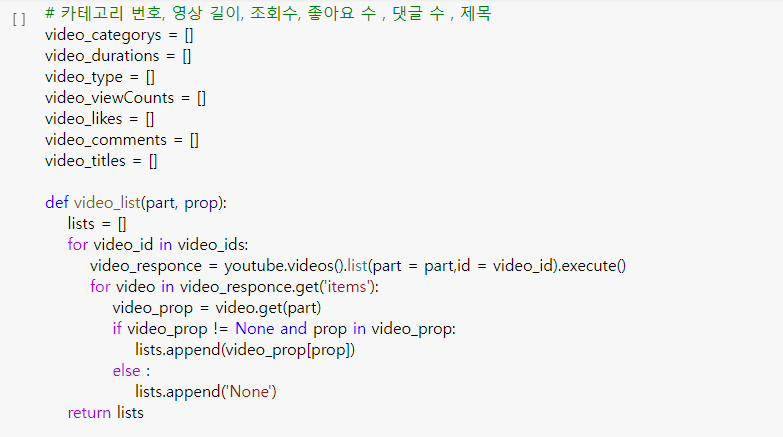 [ ]
# 카테고리 번호, 영상 길이, 조회수, 좋아요 수 , 댓글 수 , 제목
video_categorys = []
video_durations = []
video_type = []
video_viewCounts = []
video_likes = []
video_comments = []
video_titles = []
def video_list(part, prop):
lists = []
for video_id in video_ids:
video_responce = youtube.videos().list(part = part,id = video_id).execute()
for video in video_responce.get('items'):
video_prop = video.get(part)
if video_prop != None and prop in video_prop:
lists.append(video_prop[prop])
else :
lists.append('None')
return lists